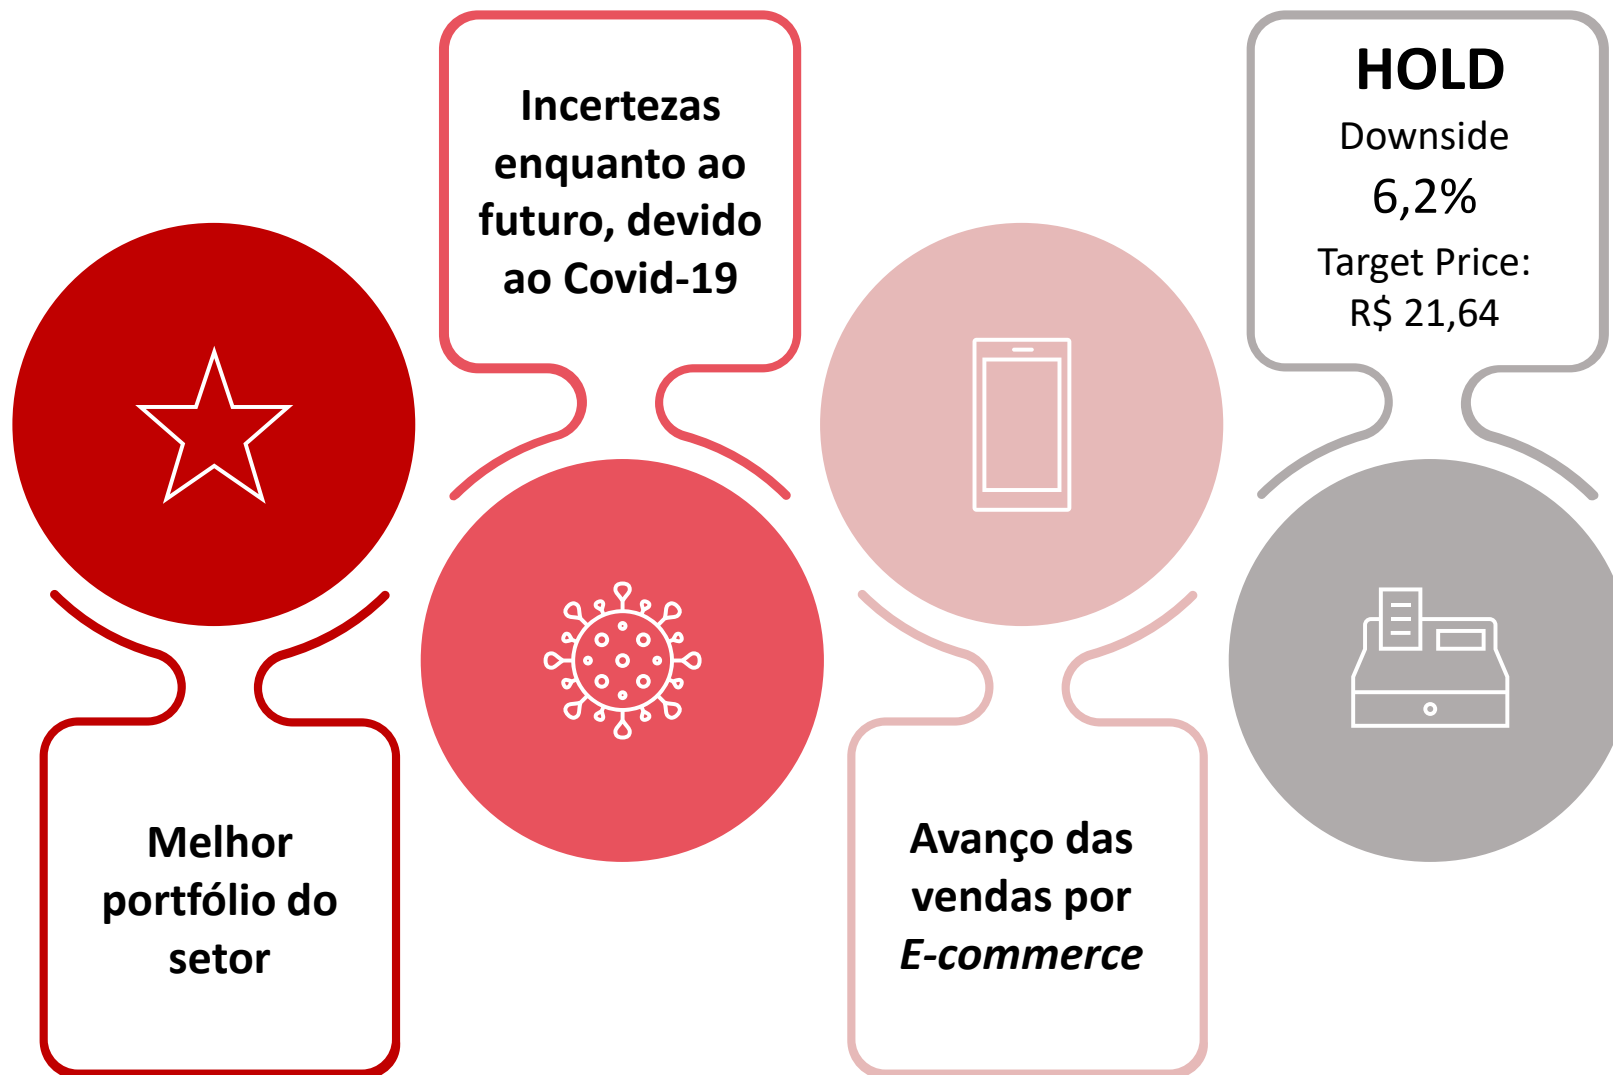 Melhor
portfólio do
setor
Incertezas
enquanto ao
futuro, devido
ao Covid-19
Avanço das
vendas por
E-commerce
HOLD
Downside
6,2%
Target Price:
R$ 21,64